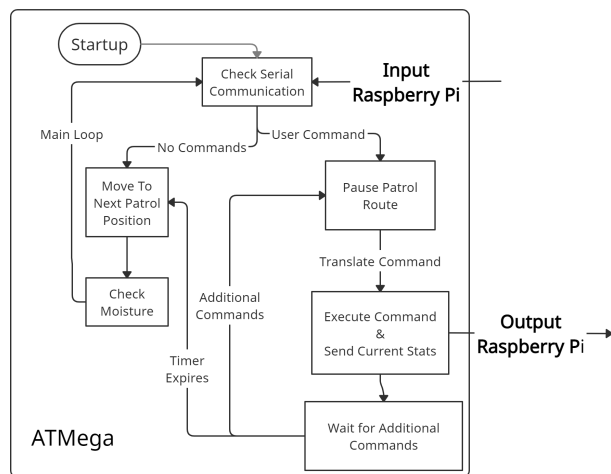 Startup
Check Serial
Communication
Input
Raspberry Pi
Main Loop
No Commands
User Command
Move To
Next Patrol
Position
Pause Patrol
Route
Translate Command
Check
Moisture
Additional
Commands
Execute Command
&
Send Current Stats
Output
Raspberry Pi
Timer
Expires
Wait for Additional
Commands
ATMega